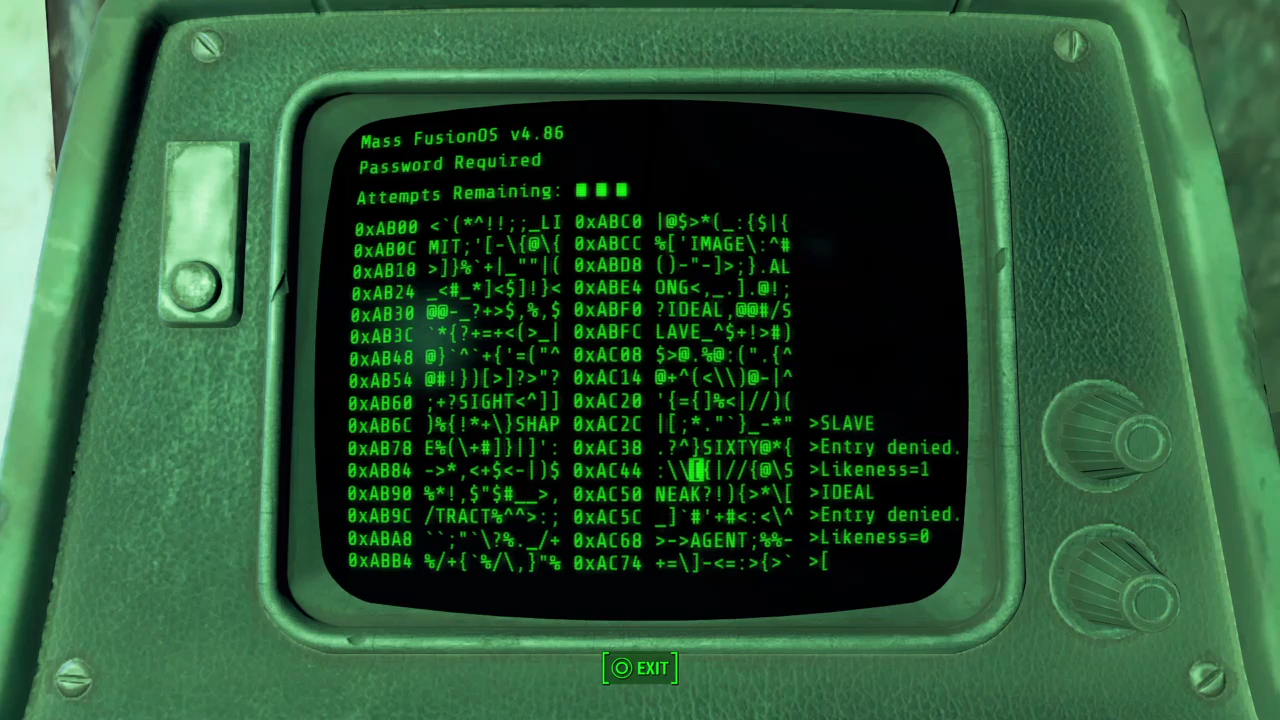 Mass FusionOS v4.86
Password Required
Attempts Remaining: ■ ■ ■
0xAB00 <`(*^!!;;_LI 0xABC0 |@$>*(_:{$|{
0xAB0C MIT;'[-\{@\{ 0xABCC %['IMAGE\:^#
0xAB18 >]}%`+|_""|( 0xABD8 ()-"-]>;}.AL
0xAB24 _<#_*]<$]!}< 0xABE4 ONG<,_.].@!;
0xAB30 @@-_?+>$,%,$ 0xABF0 ?IDEAL,@@#/S
0xAB3C `*{?+=+<(>_| 0xABFC LAVE_^$+!>#)
0xAB48 @}`^`+{'=("^ 0xAC08 $>@.%@:(".{^
0xAB54 @#!})[>]?>"? 0xAC14 @+^(<\\)@-|^
0xAB60 ;+?SIGHT<^]] 0xAC20 '{={]%<|//)(
0xAB6C )%{!*+\}SHAP 0xAC2C |[;*."`}_-*" >SLAVE
0xAB78 E%(\+#]}|]': 0xAC38 .?^}SIXTY@*{ >Entry denied.
0xAB84 ->*,<+$<-|)$ 0xAC44 :\\[{|//{@\S >Likeness=1
0xAB90 %*!,$"$#__>, 0xAC50 NEAK?!){>*\[ >IDEAL
0xAB9C /TRACT%^^>:; 0xAC5C _]`#'+#<:<\^ >Entry denied.
0xABA8 ``;"`\?%._/+ 0xAC68 >->AGENT;%%- >Likeness=0
0xABB4 %/+{`%/\,}"% 0xAC74 +=\]-<=:>{>` >[
EXIT